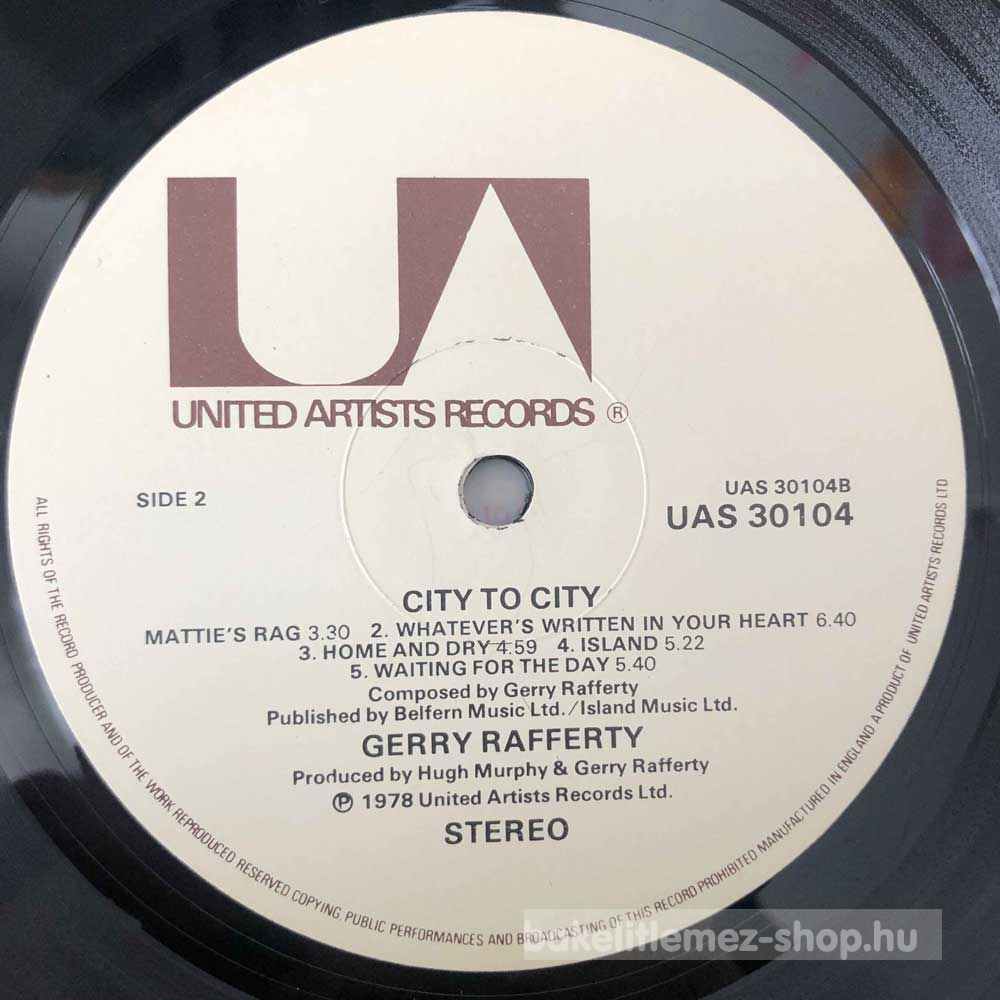 UNITED ARTISTS RECORDS ®
SIDE 2
UAS 30104B
UAS 30104
CITY TO CITY
MATTIE'S RAG 3.30 2. WHATEVER'S WRITTEN IN YOUR HEART 6.40
3. HOME AND DRY 4:59 4. ISLAND 5.22
5. WAITING FOR THE DAY 5.40
Composed by Gerry Rafferty
Published by Belfern Music Ltd./Island Music Ltd.
GERRY RAFFERTY
Produced by Hugh Murphy & Gerry Rafferty
℗ 1978 United Artists Records Ltd.
STEREO
ALL RIGHTS OF THE RECORD PRODUCER AND OF THE WORK REPRODUCED RESERVED COPYING, PUBLIC PERFORMANCES AND BROADCASTING OF THIS RECORD PROHIBITED MANUFACTURED IN ENGLAND A PRODUCT OF UNITED ARTISTS RECORDS LTD
bakelitlemez-shop.hu